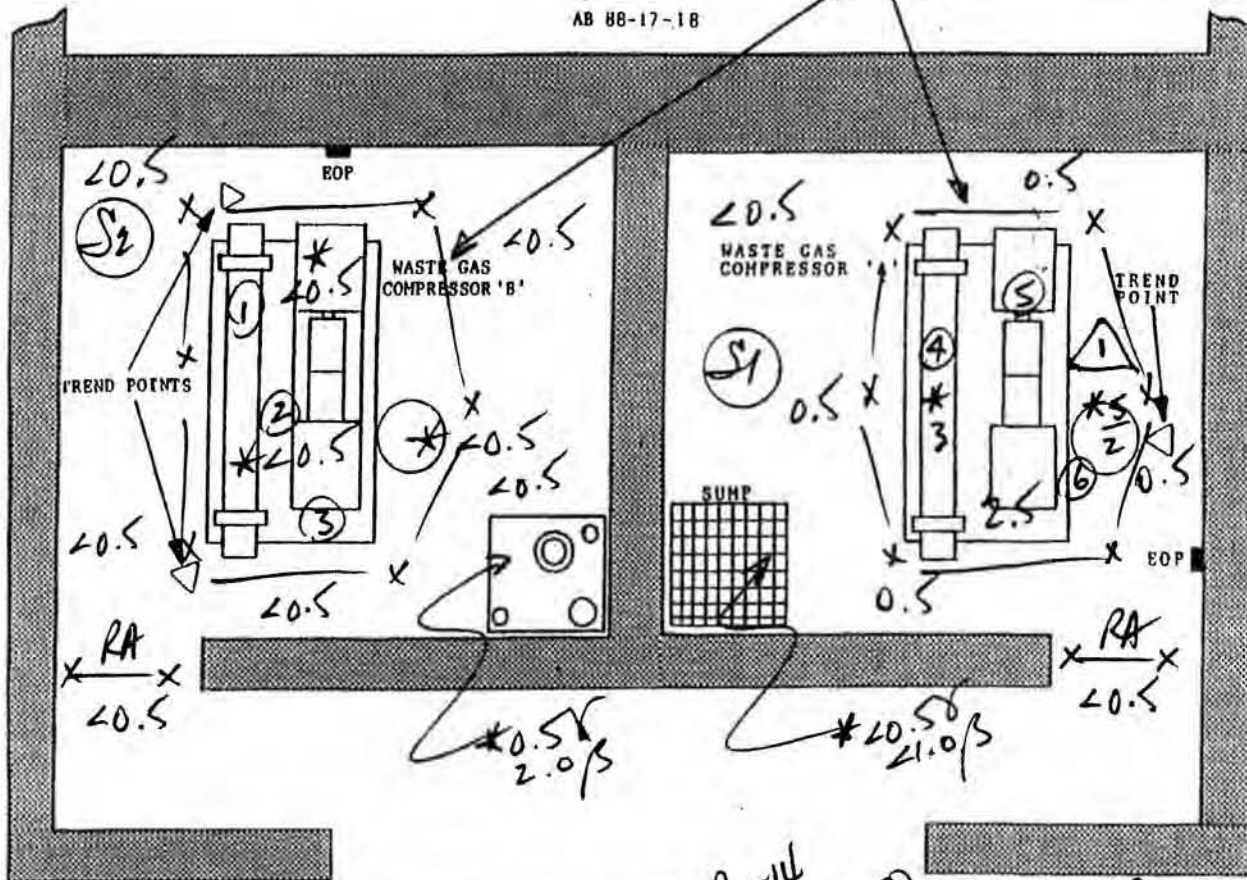 AB 88-17-18
<0.5
EOP
S2
*
<0.5
1
WASTE GAS
COMPRESSOR 'B'
<0.5
TREND POINTS
2
*<0.5
*
<0.5
<0.5
3
<0.5
<0.5
RA
<0.5
*0.5γ
2.0β
0.5
<0.5
WASTE GAS
COMPRESSOR 'A'
TREND
POINT
5
S1
4
1
0.5
*
3
*5
2
0.5
6
SUMP
2.5
EOP
0.5
RA
<0.5
*<0.5γ
<1.0β